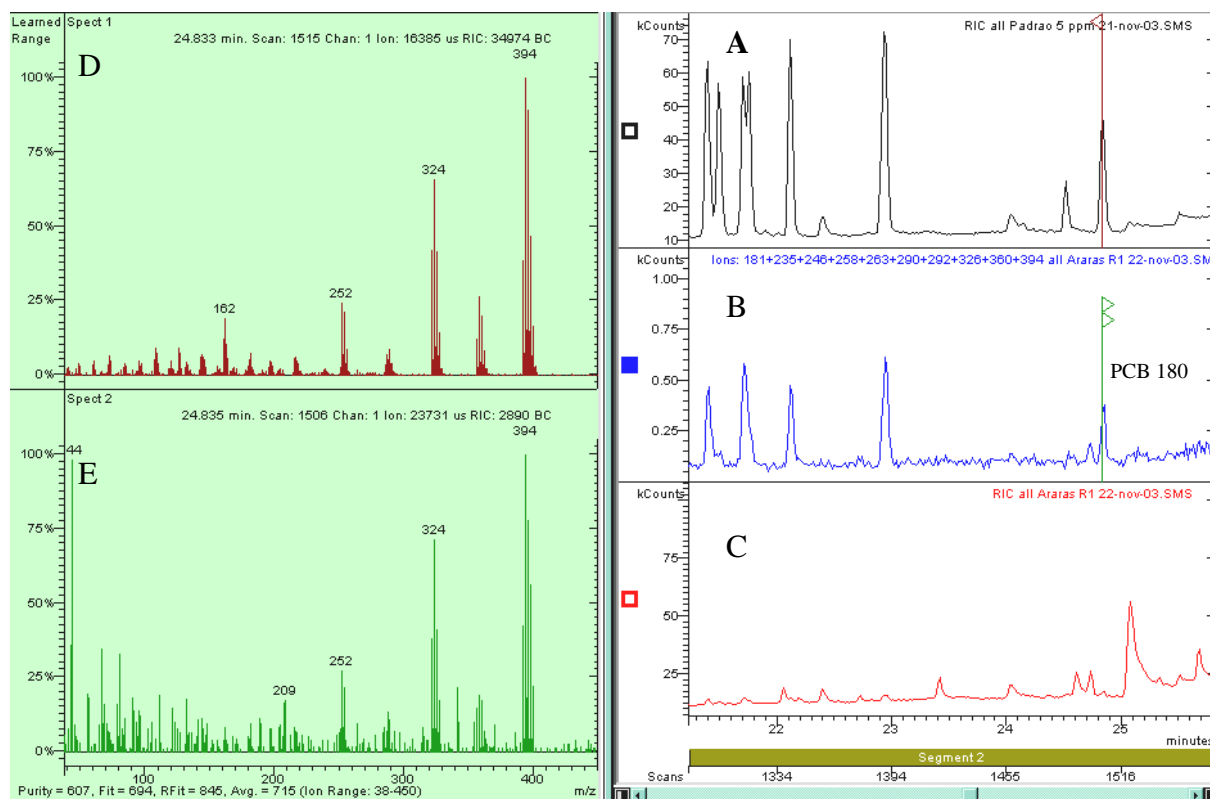 Learned Spect 1
Range
24.833 min. Scan: 1515 Chan: 1 Ion: 16385 us RIC: 34974 BC
394
D
100%
75%
324
50%
25%
252
162
0%
Spect 2
24.835 min. Scan: 1506 Chan: 1 Ion: 23731 us RIC: 2890 BC
394
44
100%
E
75%
324
50%
25%
252
209
0%
100 200 300 400
Purity = 607, Fit = 694, RFit = 845, Avg. = 715 (Ion Range: 38-450) m/z
kCounts
RIC all Padrao 5 ppm-21-nov-03.SMS
A
70
60
50
40
30
20
10
kCounts
Ions: 181+235+246+258+263+290+292+326+360+394 all Araras R1 22-nov-03.SM
1.00
B
0.75
PCB 180
0.50
0.25
kCounts
RIC all Araras R1 22-nov-03.SMS
C
75
50
25
22 23 24 25
minutes
Segment 2
Scans 1334 1394 1455 1516